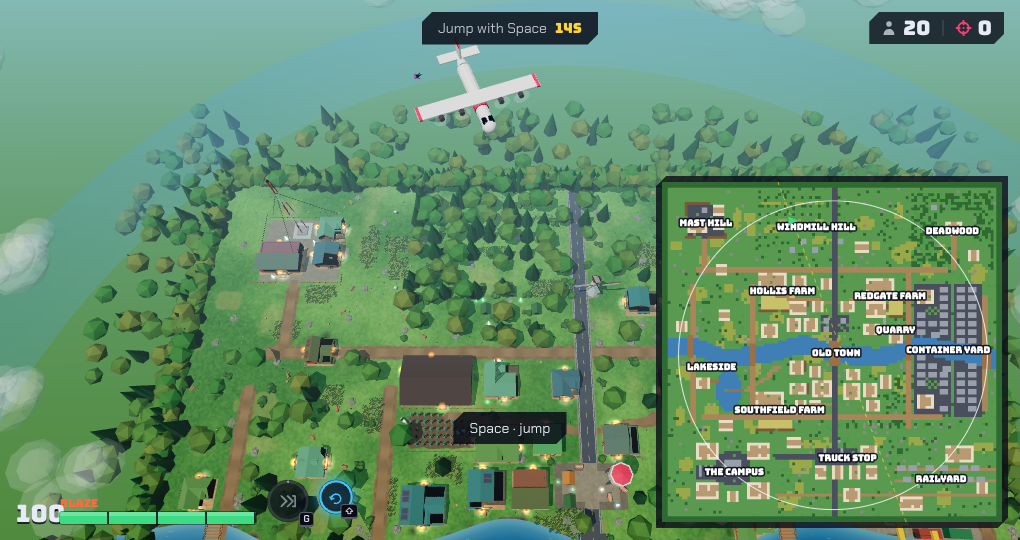 Jump with Space 14S
20
0
MAST HILL
WINDMILL HILL
DEADWOOD
HOLLIS FARM
REDGATE FARM
QUARRY
OLD TOWN
CONTAINER YARD
LAKESIDE
SOUTHFIELD FARM
TRUCK STOP
THE CAMPUS
RAILYARD
Space · jump
BLAZE
100
G